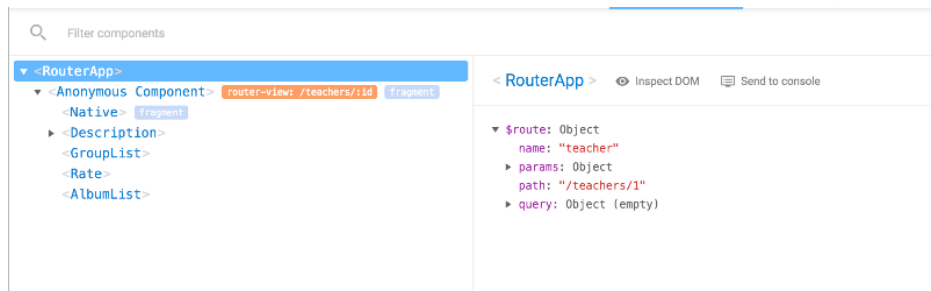 Filter components
▼ <RouterApp>
▼ <Anonymous Component> router-view: /teachers/:id fragment
<Native> fragment
▶ <Description>
<GroupList>
<Rate>
<AlbumList>
< RouterApp > Inspect DOM Send to console
▼ $route: Object
name: "teacher"
▶ params: Object
path: "/teachers/1"
▶ query: Object (empty)